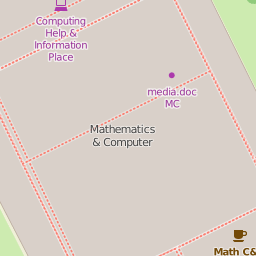 Computing
Help &
Information
Place
media.doc
MC
Mathematics
& Computer
Math C&